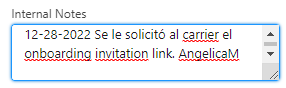 Internal Notes
12-28-2022 Se le solicitó al carrier el
onboarding invitation link. AngelicaM